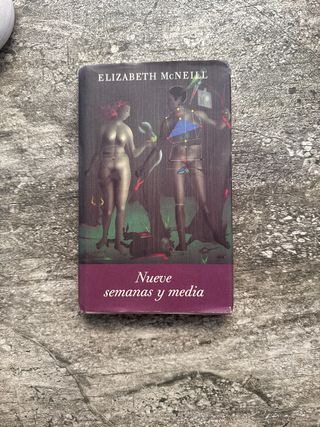 ELIZABETH McNEILL
Nueve
semanas y media